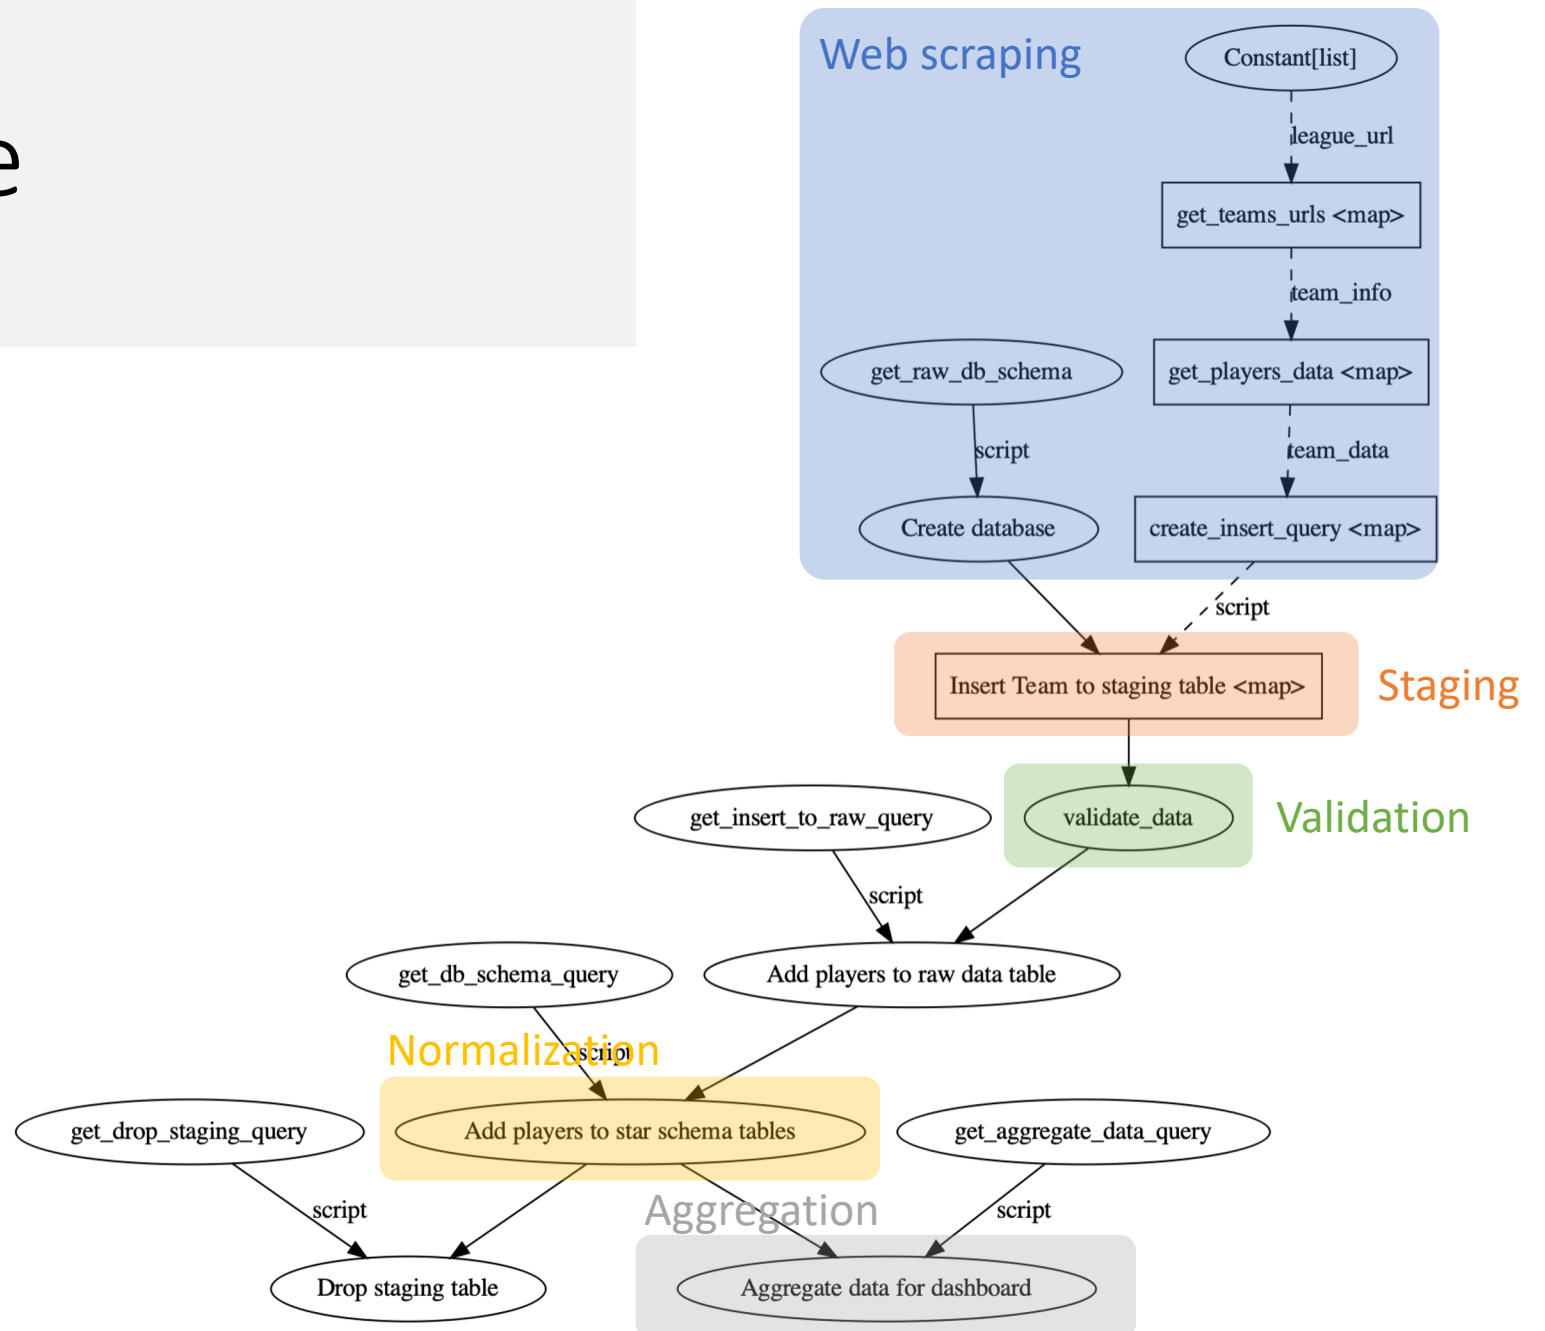 e
Web scraping
Constant[list]
league_url
get_teams_urls <map>
team_info
get_raw_db_schema
get_players_data <map>
script
team_data
Create database
create_insert_query <map>
script
Insert Team to staging table <map>
Staging
get_insert_to_raw_query
validate_data
Validation
script
get_db_schema_query
Add players to raw data table
Normalization
script
get_drop_staging_query
Add players to star schema tables
get_aggregate_data_query
script
Aggregation
script
Drop staging table
Aggregate data for dashboard